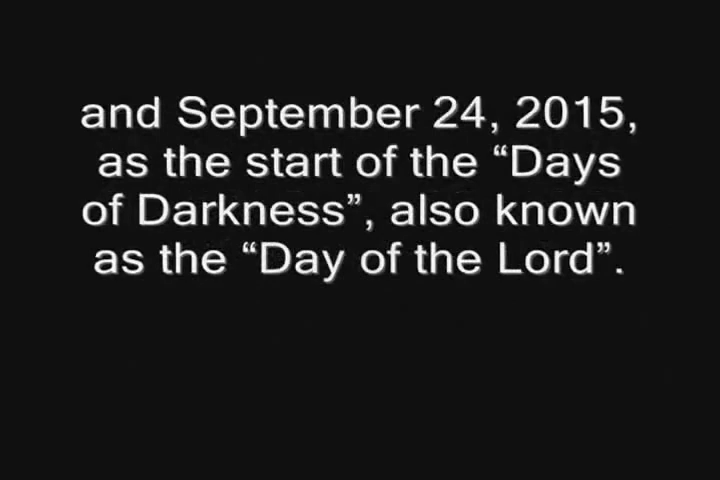 and September 24, 2015,
as the start of the “Days
of Darkness”, also known
as the “Day of the Lord”.